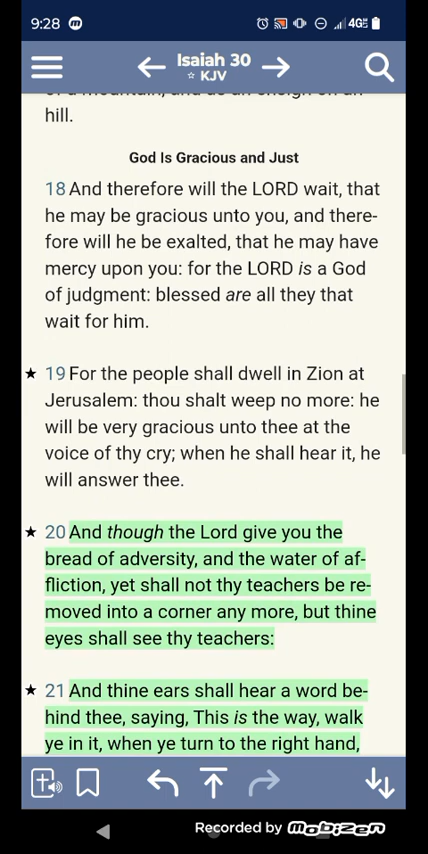 9:28 4G
Isaiah 30
☆ KJV
hill.
God Is Gracious and Just
18 And therefore will the LORD wait, that
he may be gracious unto you, and there-
fore will he be exalted, that he may have
mercy upon you: for the LORD is a God
of judgment: blessed are all they that
wait for him.
★ 19 For the people shall dwell in Zion at
Jerusalem: thou shalt weep no more: he
will be very gracious unto thee at the
voice of thy cry; when he shall hear it, he
will answer thee.
★ 20 And though the Lord give you the
bread of adversity, and the water of af-
fliction, yet shall not thy teachers be re-
moved into a corner any more, but thine
eyes shall see thy teachers:
★ 21 And thine ears shall hear a word be-
hind thee, saying, This is the way, walk
ye in it, when ye turn to the right hand,
Recorded by Mobizen